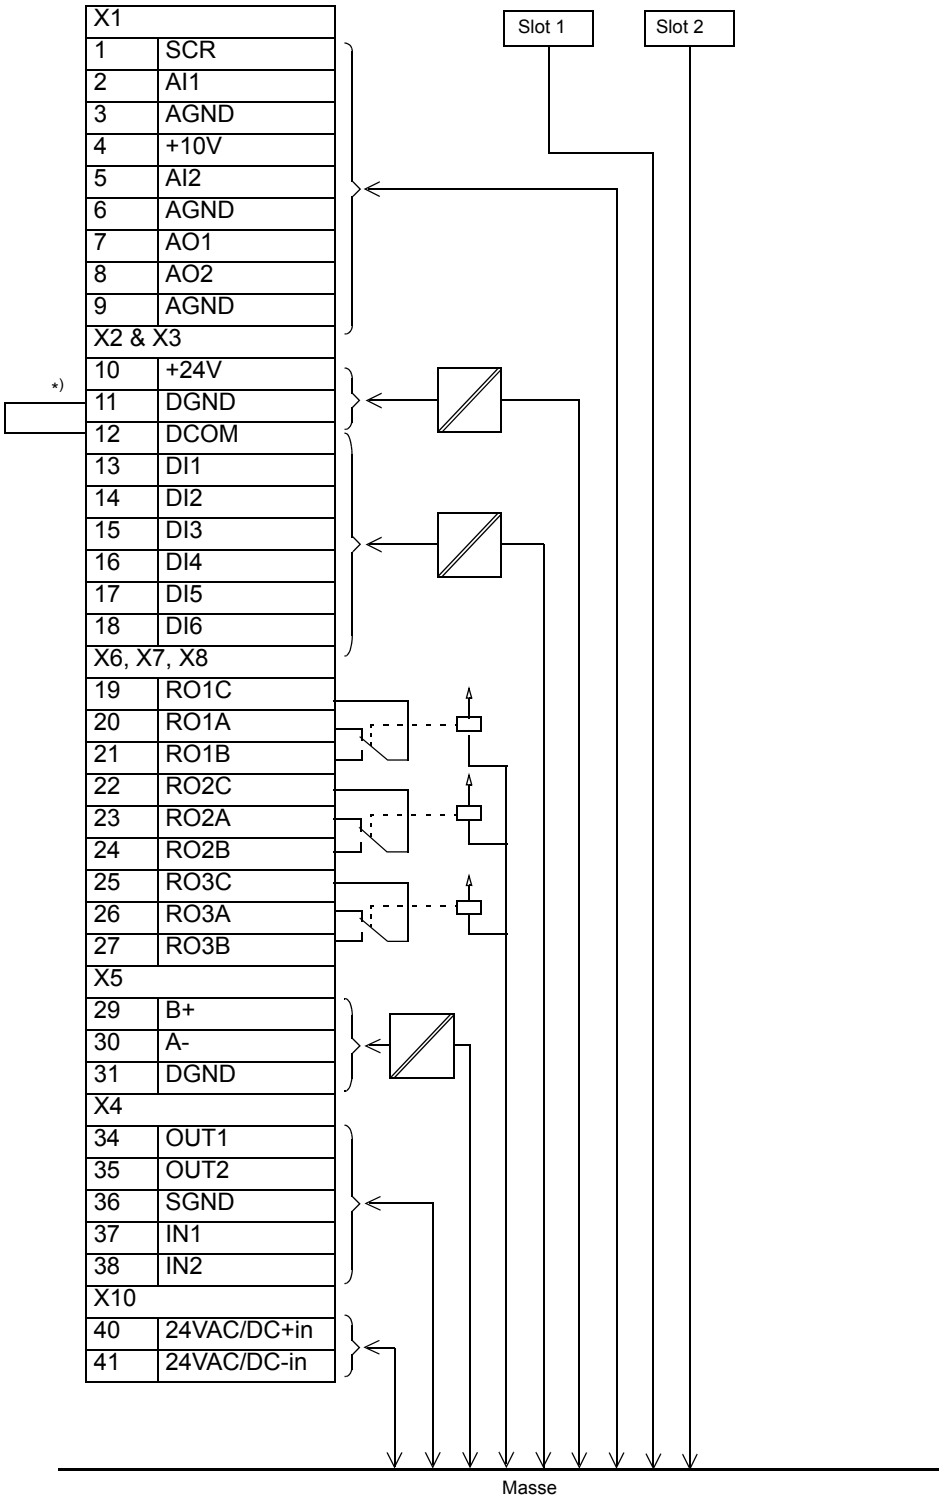 X1
Slot 1
Slot 2
1 SCR
2 AI1
3 AGND
4 +10V
5 AI2
6 AGND
7 AO1
8 AO2
9 AGND
X2 & X3
10 +24V
*)
11 DGND
12 DCOM
13 DI1
14 DI2
15 DI3
16 DI4
17 DI5
18 DI6
X6, X7, X8
19 RO1C
20 RO1A
21 RO1B
22 RO2C
23 RO2A
24 RO2B
25 RO3C
26 RO3A
27 RO3B
X5
29 B+
30 A-
31 DGND
X4
34 OUT1
35 OUT2
36 SGND
37 IN1
38 IN2
X10
40 24VAC/DC+in
41 24VAC/DC-in
Masse